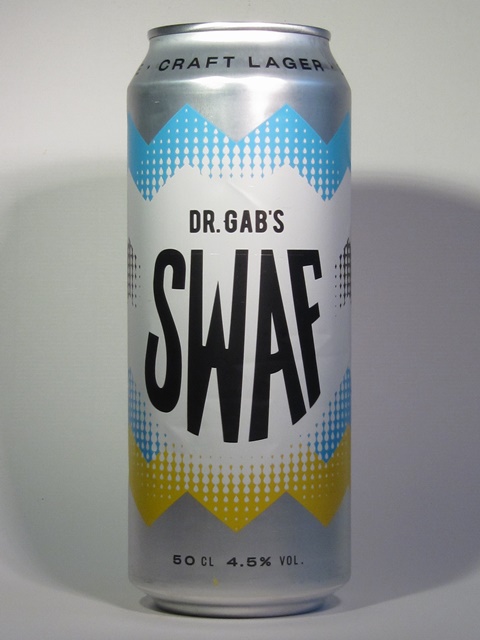 · CRAFT LAGER ·
DR. GAB'S
SWAF
50 CL 4.5% VOL.